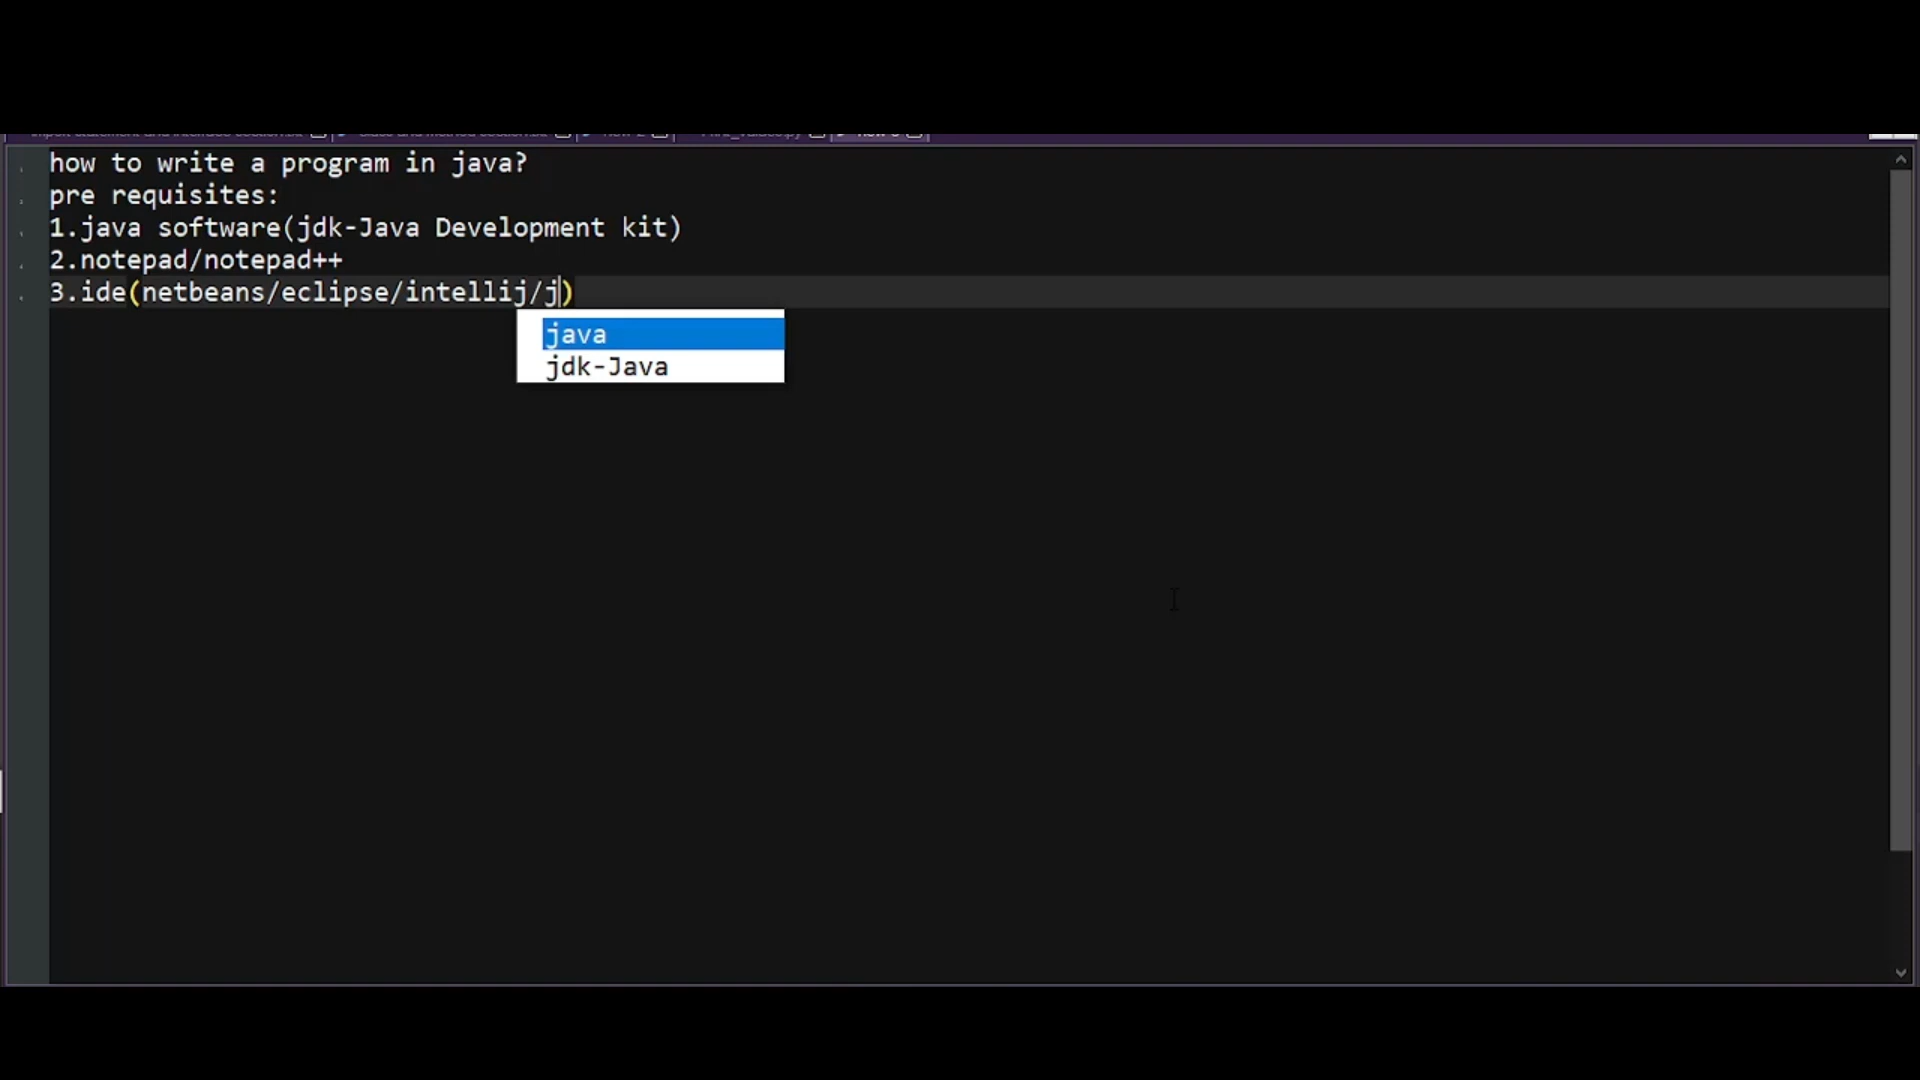 how to write a program in java?
pre requisites:
1.java software(jdk-Java Development kit)
2.notepad/notepad++
3.ide(netbeans/eclipse/intellij/j)
java
jdk-Java